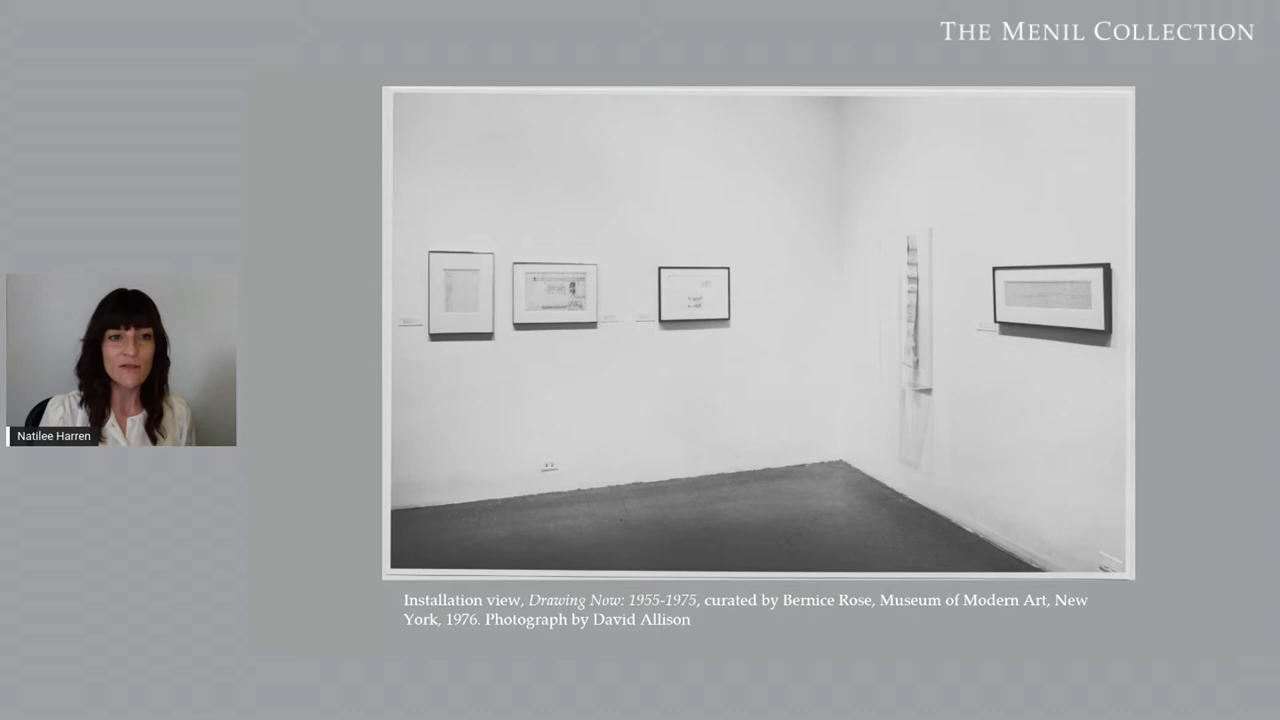 THE MENIL COLLECTION
Natilee Harren
Installation view, Drawing Now: 1955-1975, curated by Bernice Rose, Museum of Modern Art, New
York, 1976. Photograph by David Allison